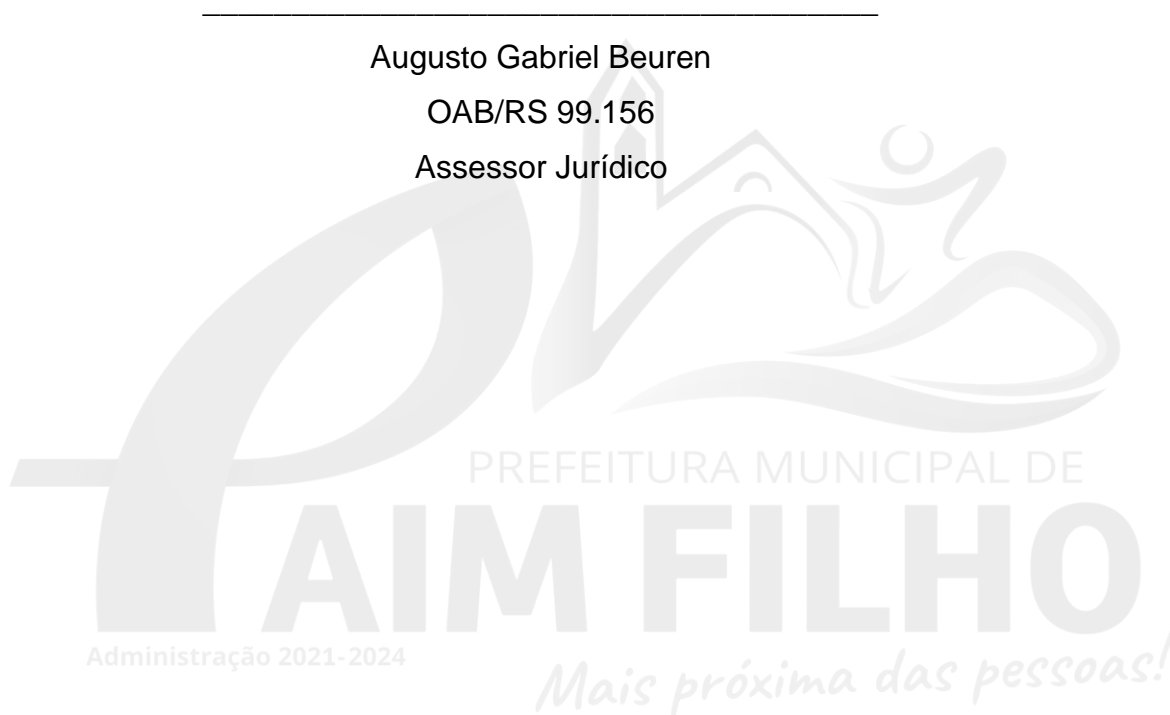 Augusto Gabriel Beuren
OAB/RS 99.156
Assessor Jurídico
PREFEITURA MUNICIPAL DE
PAIM FILHO
Administração 2021-2024
Mais próxima das pessoas!